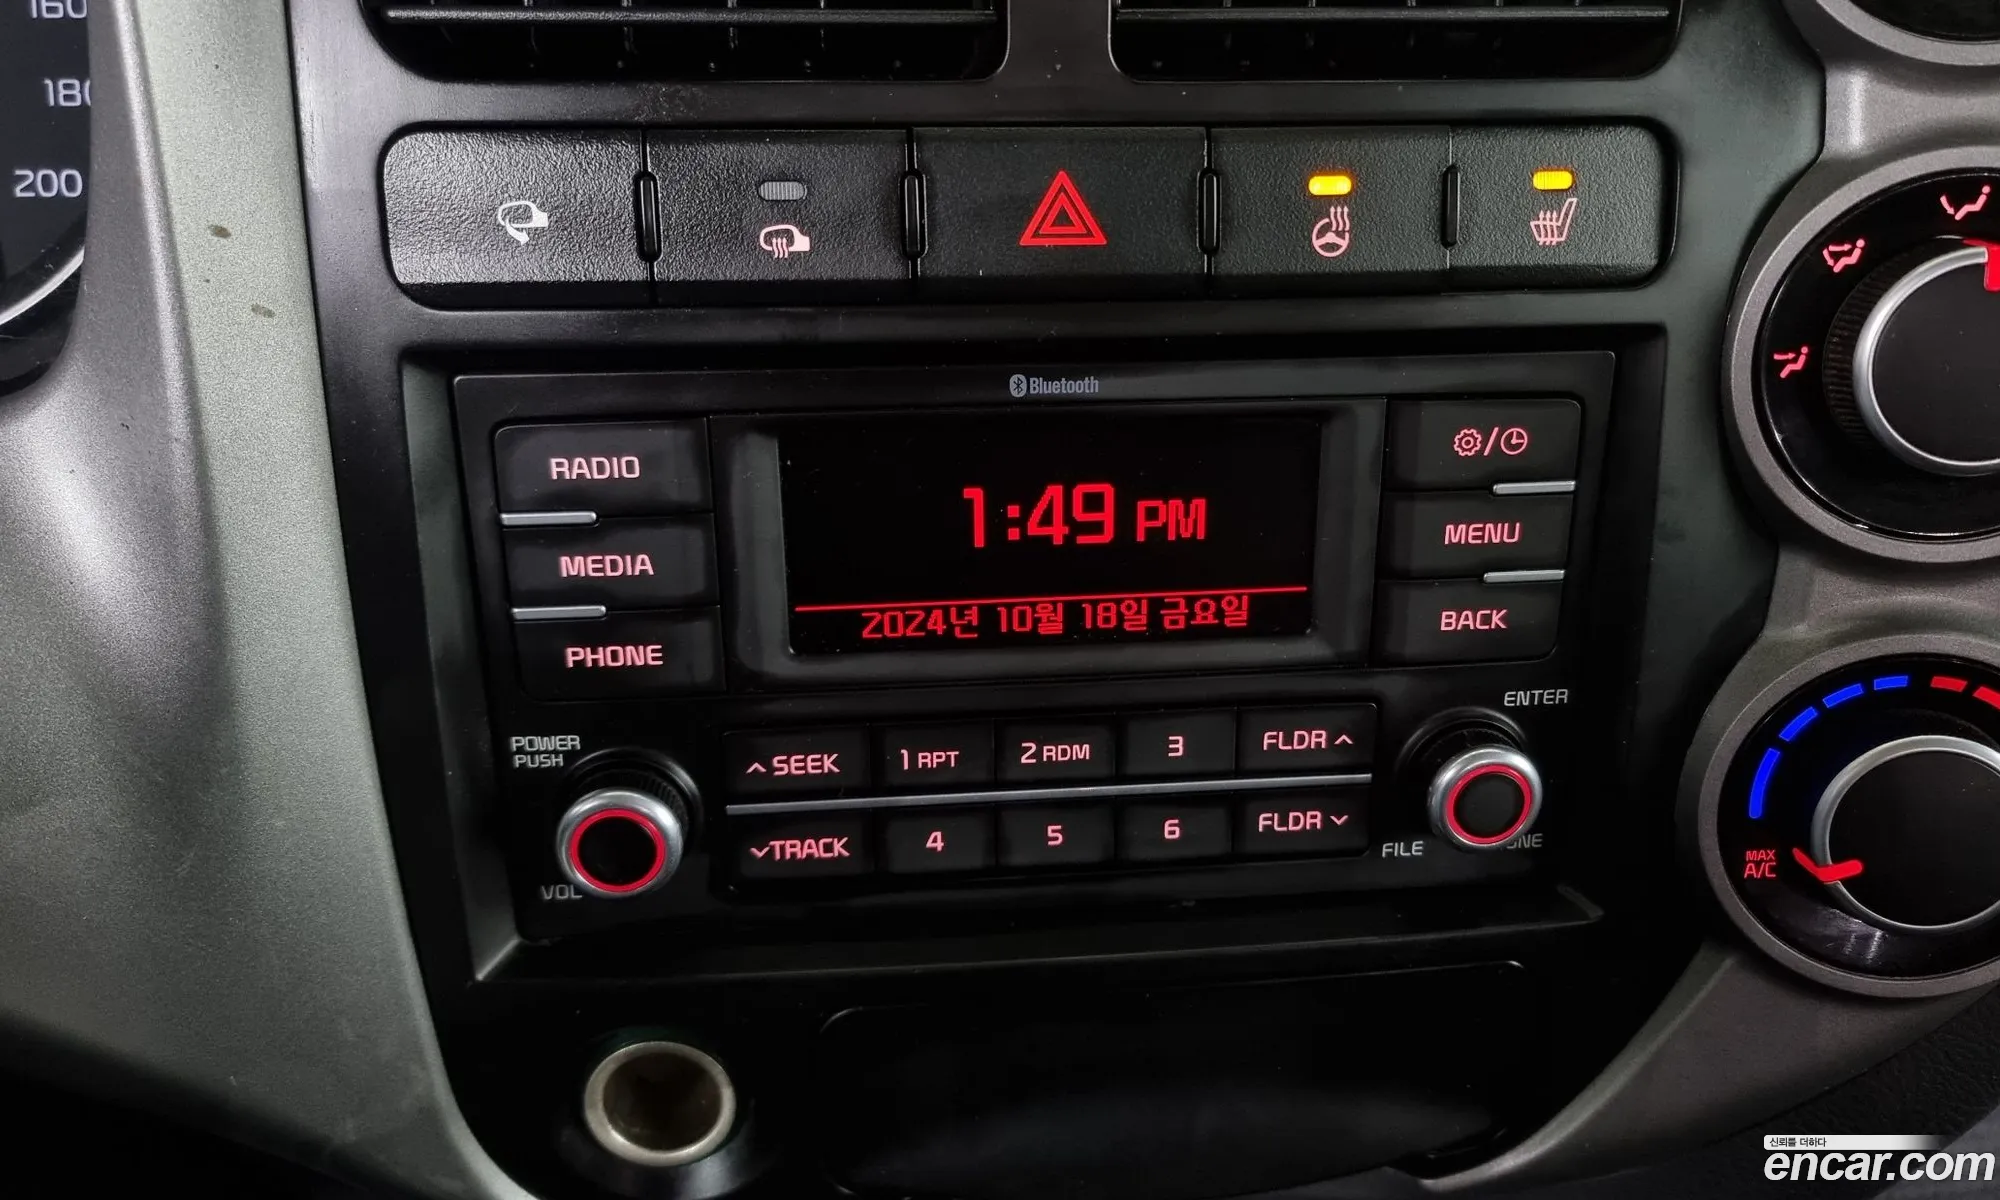 160
180
200
Bluetooth
RADIO
MEDIA
PHONE
1:49 PM
2024년 10월 18일 금요일
MENU
BACK
POWER
PUSH
VOL
∧ SEEK
1 RPT
2 RDM
3
FLDR ∧
∨TRACK
4
5
6
FLDR ∨
ENTER
FILE
MAX
A/C
신뢰를 더하다
encar.com